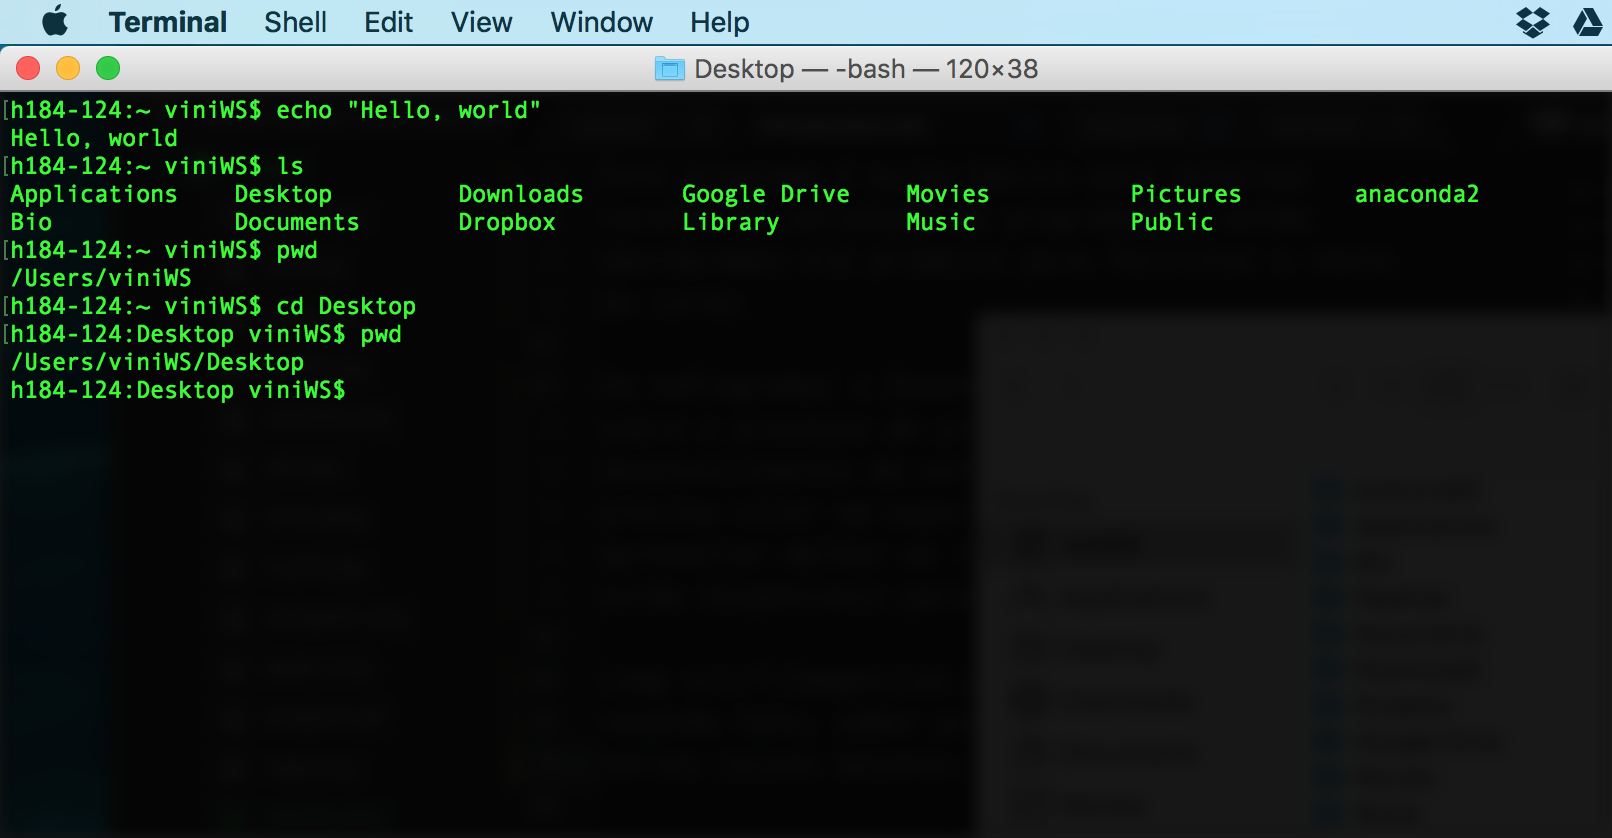 Terminal Shell Edit View Window Help
Desktop — -bash — 120×38
h184-124:~ viniWS$ echo "Hello, world"
Hello, world
h184-124:~ viniWS$ ls
Applications Desktop Downloads Google Drive Movies Pictures anaconda2
Bio Documents Dropbox Library Music Public
h184-124:~ viniWS$ pwd
/Users/viniWS
h184-124:~ viniWS$ cd Desktop
h184-124:Desktop viniWS$ pwd
/Users/viniWS/Desktop
h184-124:Desktop viniWS$